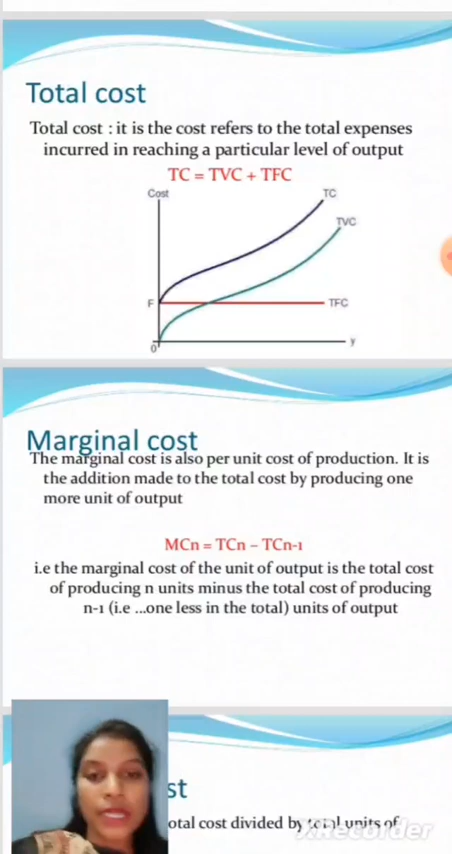 Total cost
Total cost : it is the cost refers to the total expenses
incurred in reaching a particular level of output
TC = TVC + TFC
Cost
TC
TVC
F
TFC
0
y
Marginal cost
The marginal cost is also per unit cost of production. It is
the addition made to the total cost by producing one
more unit of output
MCn = TCn – TCn-1
i.e the marginal cost of the unit of output is the total cost
of producing n units minus the total cost of producing
n-1 (i.e ...one less in the total) units of output
st
otal cost divided by total units of
XRecorder